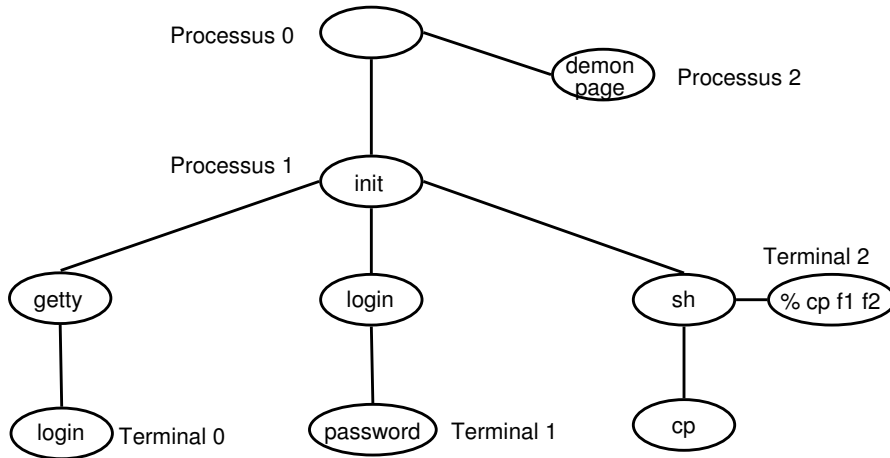 Processus 0
demon
page
Processus 2
Processus 1
init
Terminal 2
getty
login
sh
% cp f1 f2
login
Terminal 0
password
Terminal 1
cp